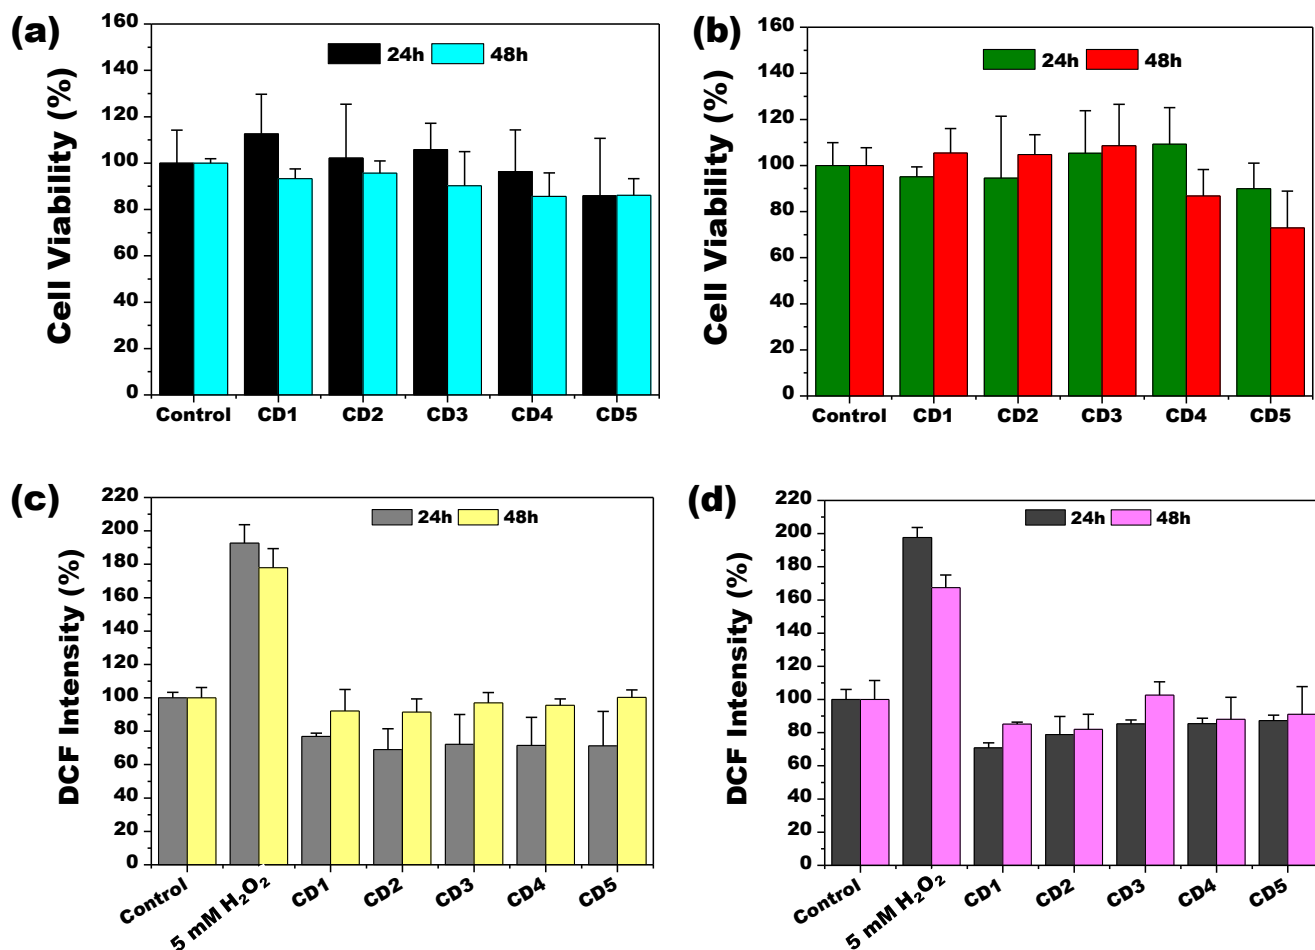 (a)
Cell Viability (%)
160
140
120
100
80
60
40
20
0
24h 48h
Control CD1 CD2 CD3 CD4 CD5
(b)
Cell Viability (%)
160
140
120
100
80
60
40
20
0
24h 48h
Control CD1 CD2 CD3 CD4 CD5
(c)
DCF Intensity (%)
220
200
180
160
140
120
100
80
60
40
20
0
24h 48h
Control 5 mM H₂O₂ CD1 CD2 CD3 CD4 CD5
(d)
DCF Intensity (%)
220
200
180
160
140
120
100
80
60
40
20
0
24h 48h
Control 5 mM H₂O₂ CD1 CD2 CD3 CD4 CD5